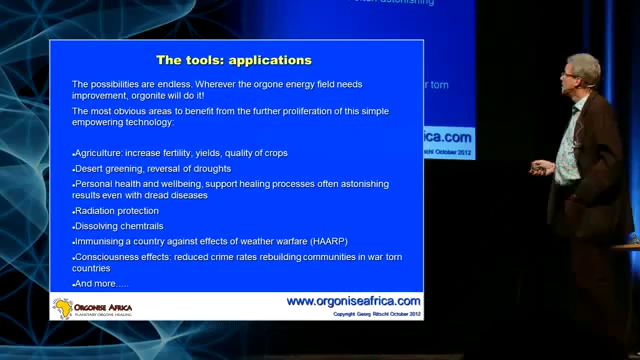 The tools: applications
The possibilities are endless. Wherever the orgone energy field needs
improvement, orgonite will do it!
The most obvious areas to benefit from the further proliferation of this simple
empowering technology:
Agriculture: increase fertility, yields, quality of crops
Desert greening, reversal of droughts
Personal health and wellbeing, support healing processes often astonishing
results even with dread diseases
Radiation protection
Dissolving chemtrails
Immunising a country against effects of weather warfare (HAARP)
Consciousness effects: reduced crime rates rebuilding communities in war torn
countries
And more.....
ORGONISE AFRICA
PLANETARY ORGONE HEALING
www.orgoniseafrica.com
Copyright Georg Ritschl October 2012
astonishing
r torn
ica.com
Ritschl October 2012